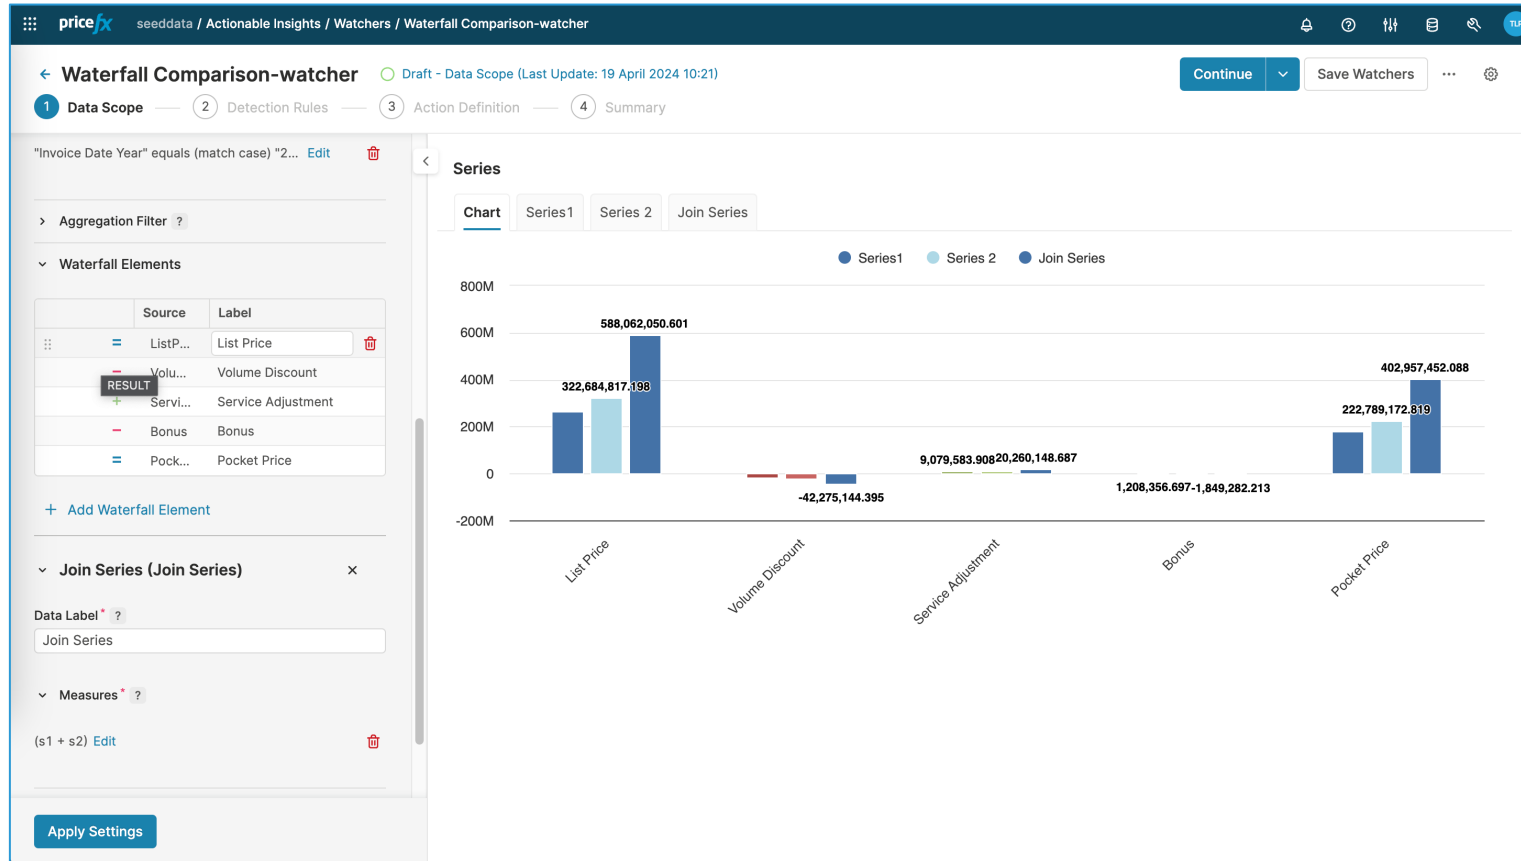 pricefx seeddata / Actionable Insights / Watchers / Waterfall Comparison-watcher TLP
Waterfall Comparison-watcher Draft - Data Scope (Last Update: 19 April 2024 10:21) Continue Save Watchers
1 Data Scope 2 Detection Rules 3 Action Definition 4 Summary
"Invoice Date Year" equals (match case) "2... Edit
Aggregation Filter ?
Waterfall Elements
Source Label
= ListP... List Price
− Volu... Volume Discount
RESULT
+ Servi... Service Adjustment
− Bonus Bonus
= Pock... Pocket Price
+ Add Waterfall Element
Join Series (Join Series)
Data Label* ?
Join Series
Measures* ?
(s1 + s2) Edit
Apply Settings
Series
Chart Series1 Series 2 Join Series
Series1 Series 2 Join Series
800M
600M
400M
200M
0
-200M
588,062,050.601
322,684,817.198
-42,275,144.395
9,079,583.908
20,260,148.687
1,208,356.697
-1,849,282.213
402,957,452.088
222,789,172.819
List Price
Volume Discount
Service Adjustment
Bonus
Pocket Price